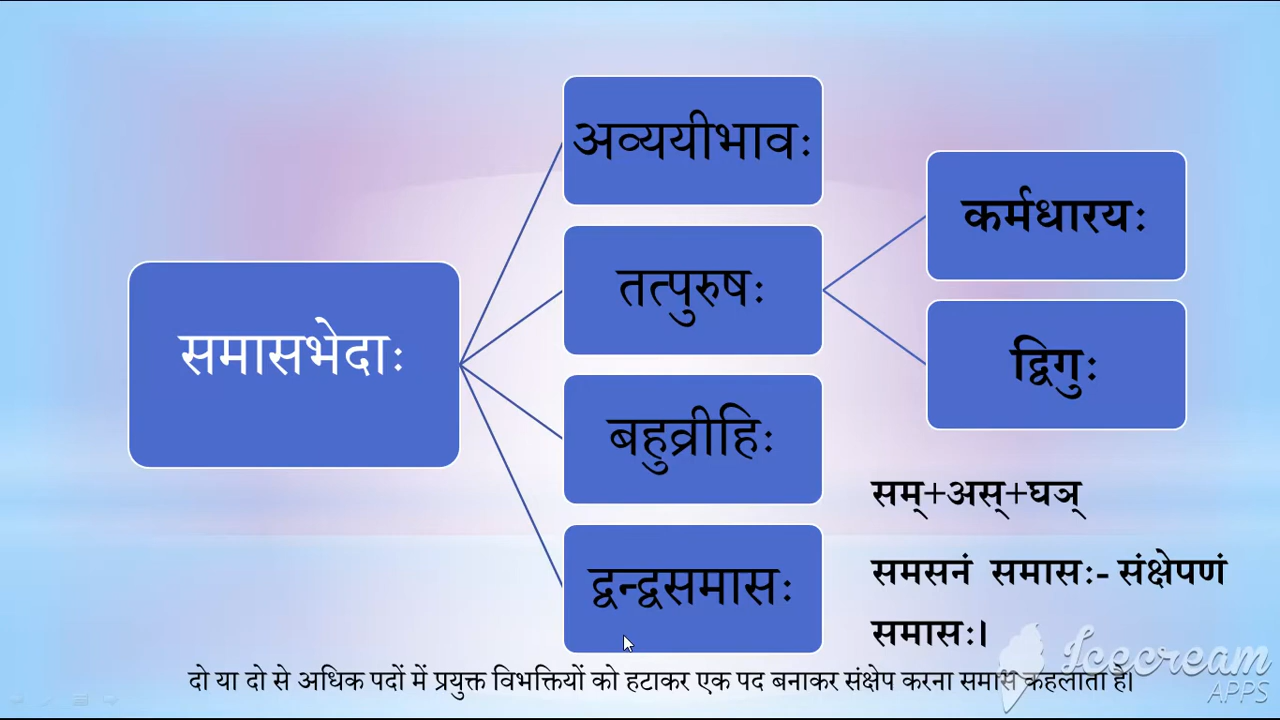 समासभेदाः
अव्ययीभावः
तत्पुरुषः
बहुव्रीहिः
द्वन्द्वसमासः
कर्मधारयः
द्विगुः
सम्+अस्+घञ्
समसनं समासः- संक्षेपणं
समासः।
दो या दो से अधिक पदों में प्रयुक्त विभक्तियों को हटाकर एक पद बनाकर संक्षेप करना समास कहलाता है।
Icecream
APPS